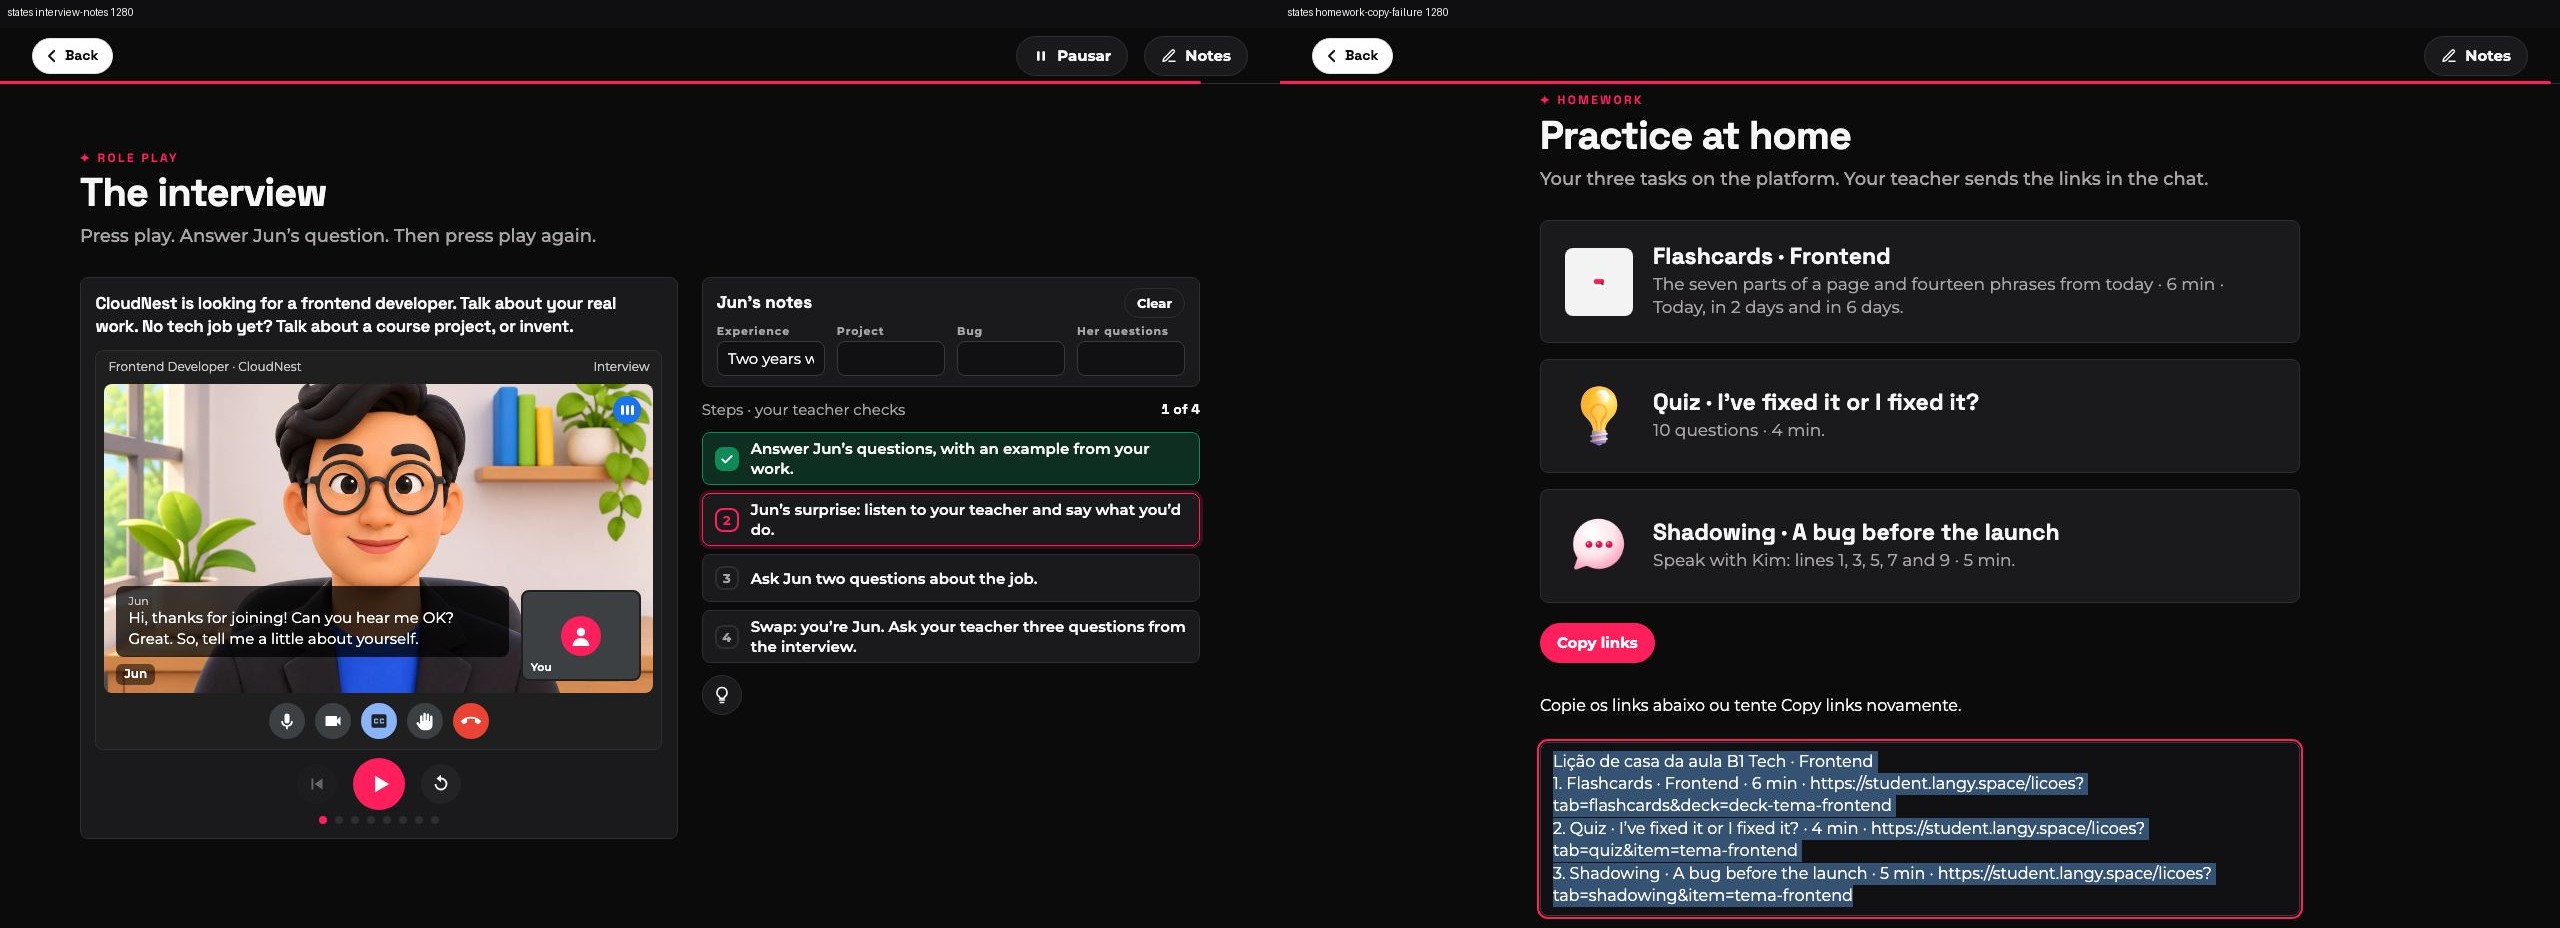 states interview-notes 1280
Back
Pausar
Notes
ROLE PLAY
The interview
Press play. Answer Jun's question. Then press play again.
CloudNest is looking for a frontend developer. Talk about your real
work. No tech job yet? Talk about a course project, or invent.
Frontend Developer · CloudNest
Interview
Jun
Hi, thanks for joining! Can you hear me OK?
Great. So, tell me a little about yourself.
Jun
You
CC
Jun's notes
Clear
Experience
Project
Bug
Her questions
Two years w
Steps · your teacher checks
1 of 4
Answer Jun's questions, with an example from your
work.
2
Jun's surprise: listen to your teacher and say what you'd
do.
3
Ask Jun two questions about the job.
4
Swap: you're Jun. Ask your teacher three questions from
the interview.
states homework-copy-failure 1280
Back
Notes
HOMEWORK
Practice at home
Your three tasks on the platform. Your teacher sends the links in the chat.
Flashcards · Frontend
The seven parts of a page and fourteen phrases from today · 6 min ·
Today, in 2 days and in 6 days.
Quiz · I've fixed it or I fixed it?
10 questions · 4 min.
Shadowing · A bug before the launch
Speak with Kim: lines 1, 3, 5, 7 and 9 · 5 min.
Copy links
Copie os links abaixo ou tente Copy links novamente.
Lição de casa da aula B1 Tech · Frontend
1. Flashcards · Frontend · 6 min · https://student.langy.space/licoes?
tab=flashcards&deck=deck-tema-frontend
2. Quiz · I've fixed it or I fixed it? · 4 min · https://student.langy.space/licoes?
tab=quiz&item=tema-frontend
3. Shadowing · A bug before the launch · 5 min · https://student.langy.space/licoes?
tab=shadowing&item=tema-frontend